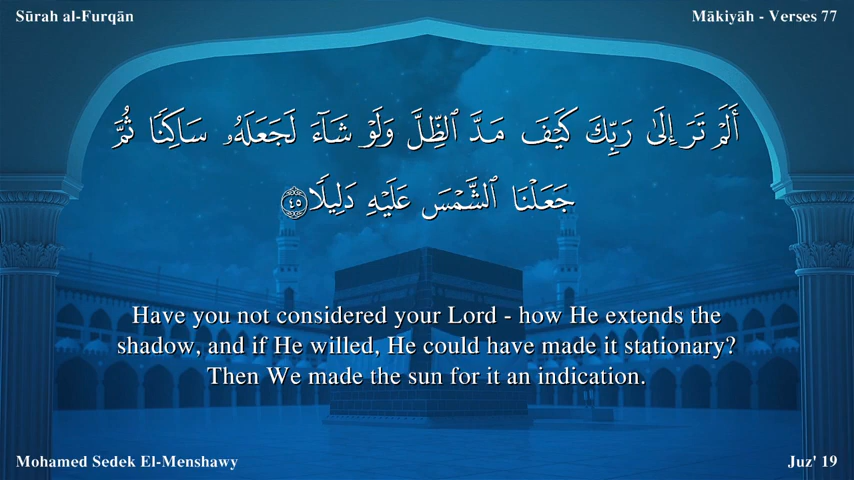 Sūrah al-Furqān
Mākiyāh - Verses 77
أَلَمْ تَرَ إِلَىٰ رَبِّكَ كَيْفَ مَدَّ ٱلظِّلَّ وَلَوْ شَآءَ لَجَعَلَهُۥ سَاكِنًا ثُمَّ
جَعَلْنَا ٱلشَّمْسَ عَلَيْهِ دَلِيلًا ٤٥
Have you not considered your Lord - how He extends the
shadow, and if He willed, He could have made it stationary?
Then We made the sun for it an indication.
Mohamed Sedek El-Menshawy
Juz' 19